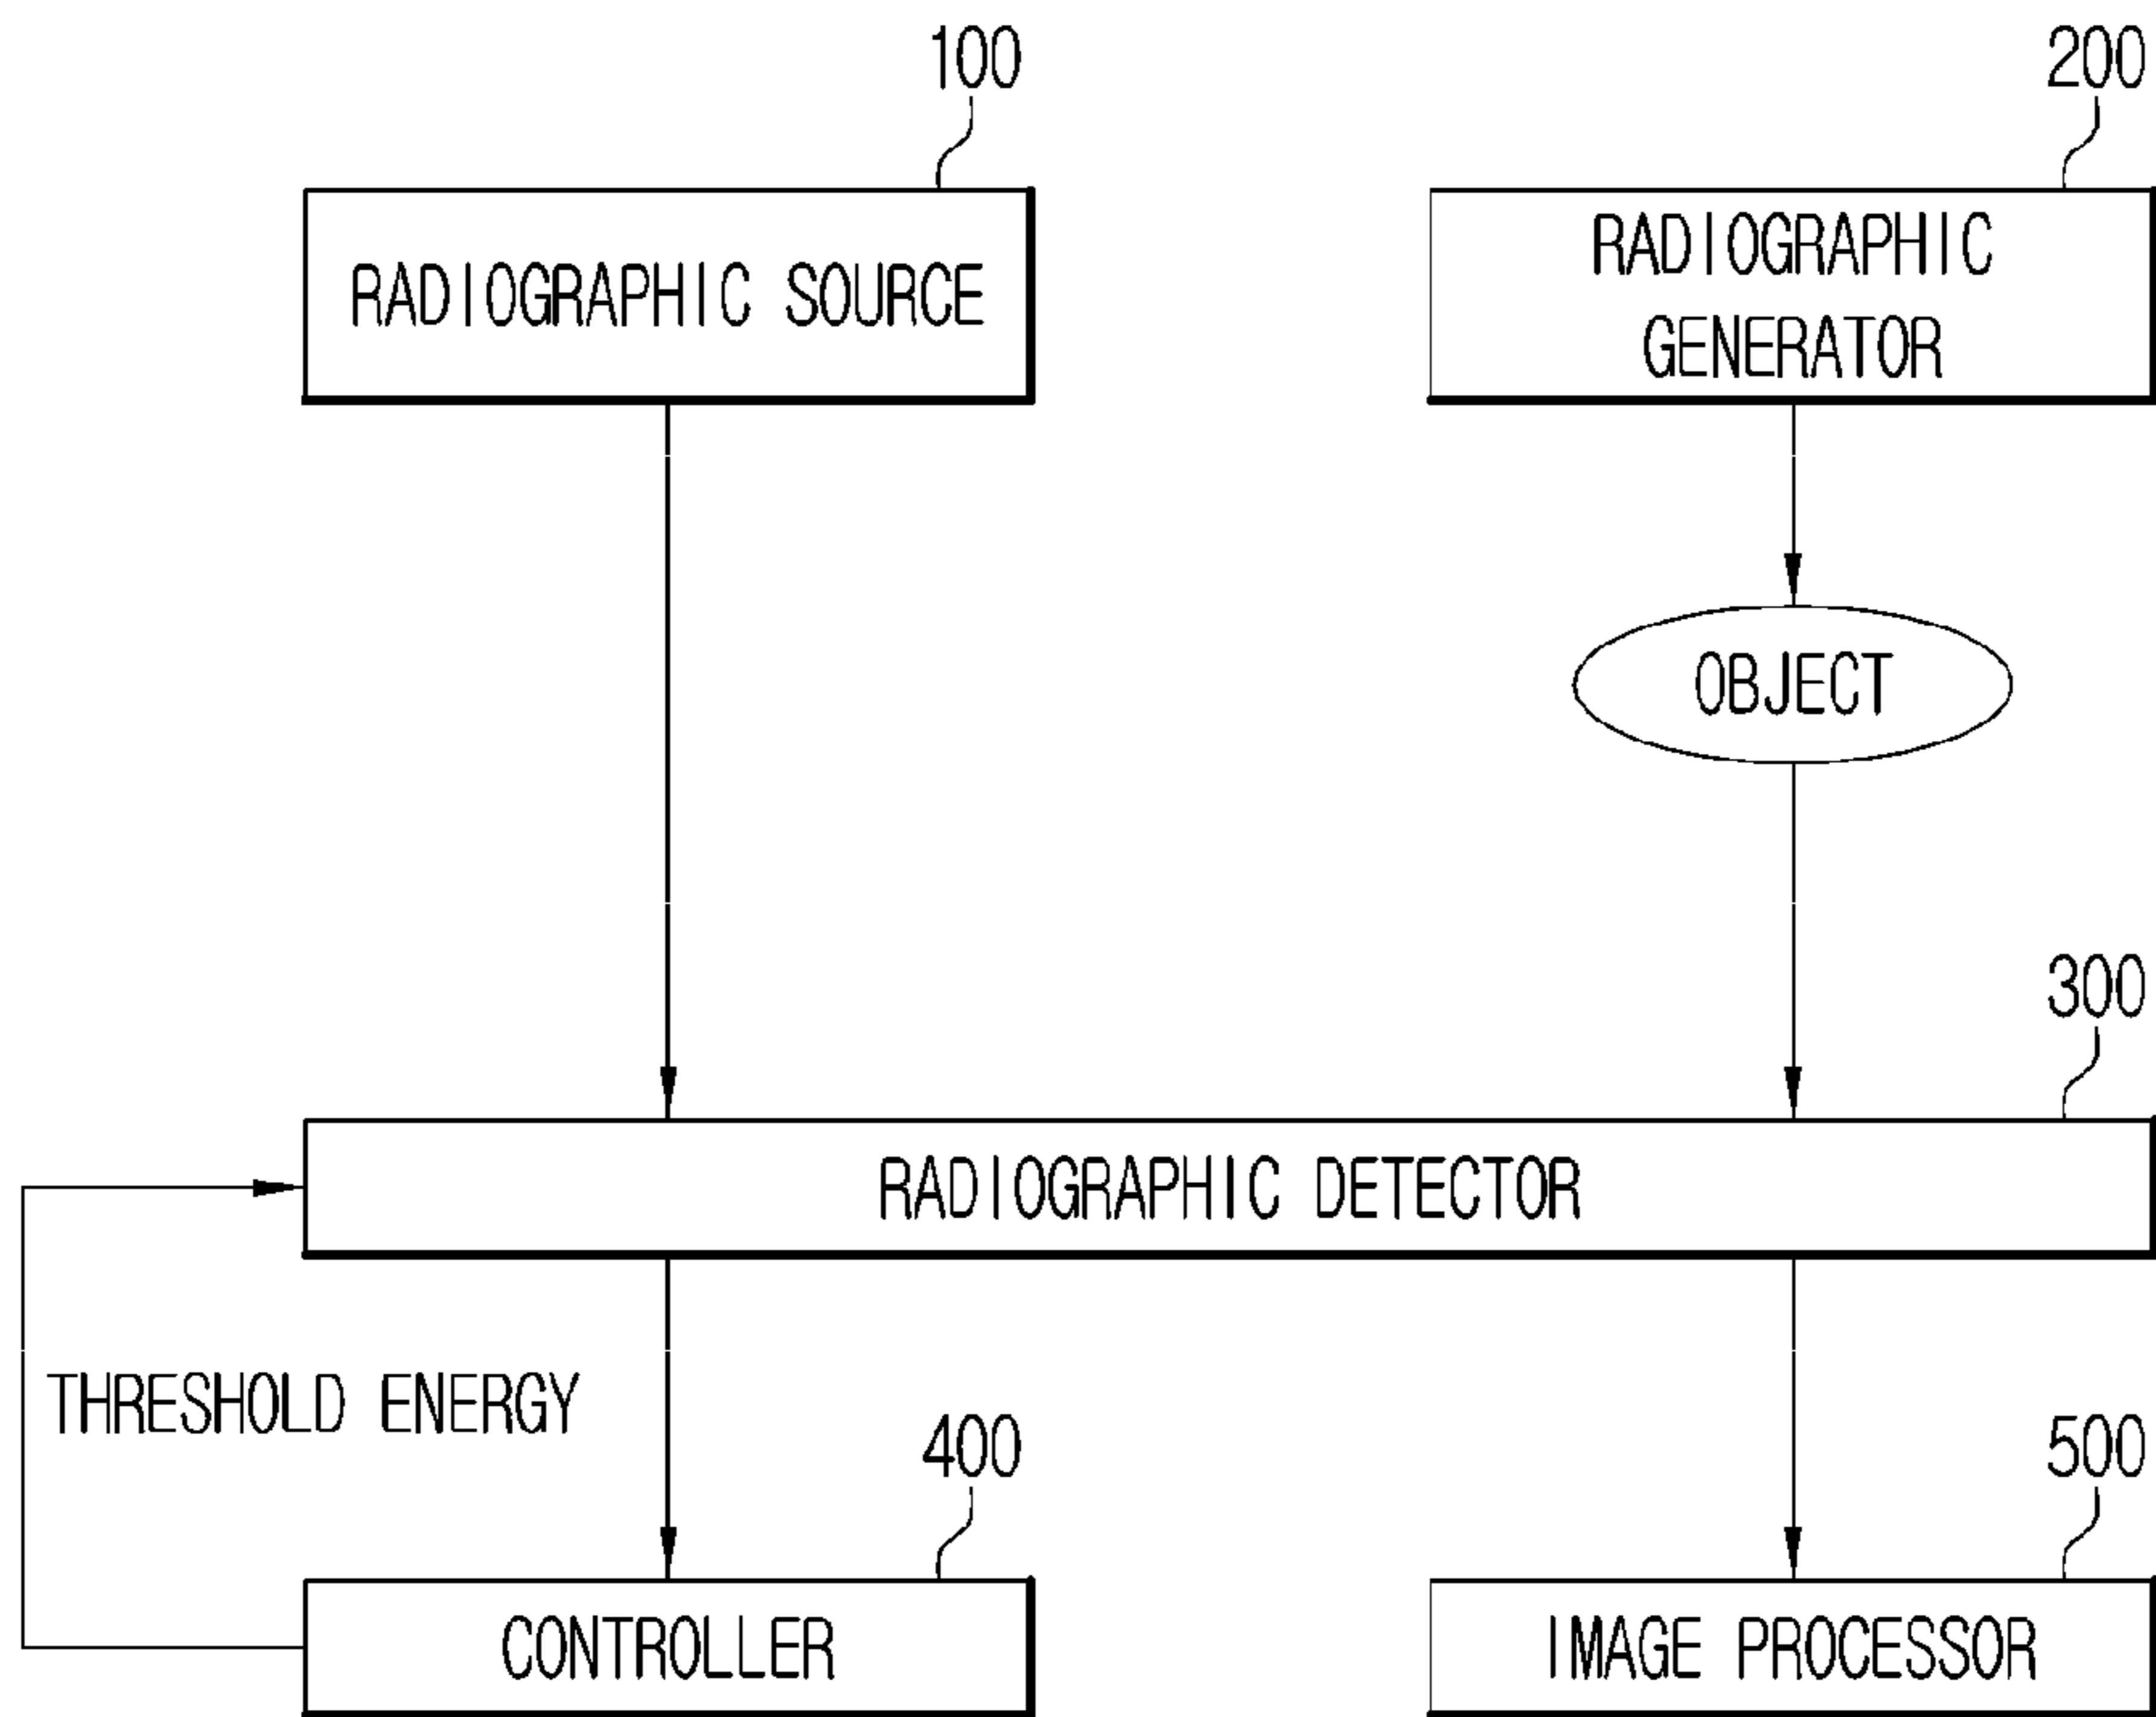 100
200
RADIOGRAPHIC SOURCE
RADIOGRAPHIC
GENERATOR
OBJECT
300
RADIOGRAPHIC DETECTOR
THRESHOLD ENERGY
400
500
CONTROLLER
IMAGE PROCESSOR